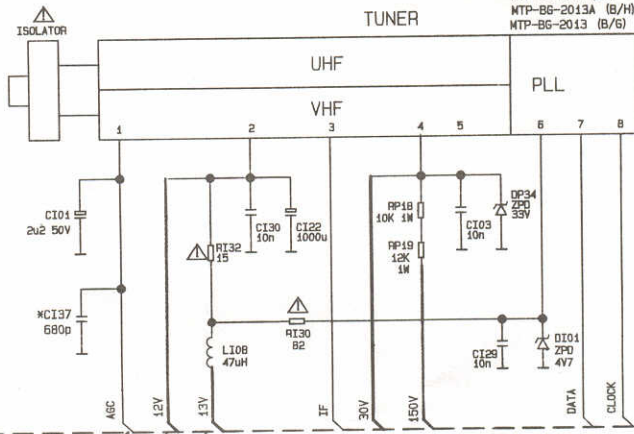 MTP-BG-2013A (B/H)
MTP-BG-2013 (B/G)
TUNER
ISOLATOR
UHF
VHF
PLL
1
2
3
4
5
6
7
8
CI01
2u2 50V
CI30
10n
CI22
1000u
RI32
15
RP18
10K 1W
RP19
12K
1W
CI03
10n
DP34
ZPD
33V
*CI37
680p
RI30
82
LI08
47uH
CI29
10n
DI01
ZPD
4V7
AGC
12V
13V
IF
30V
150V
DATA
CLOCK